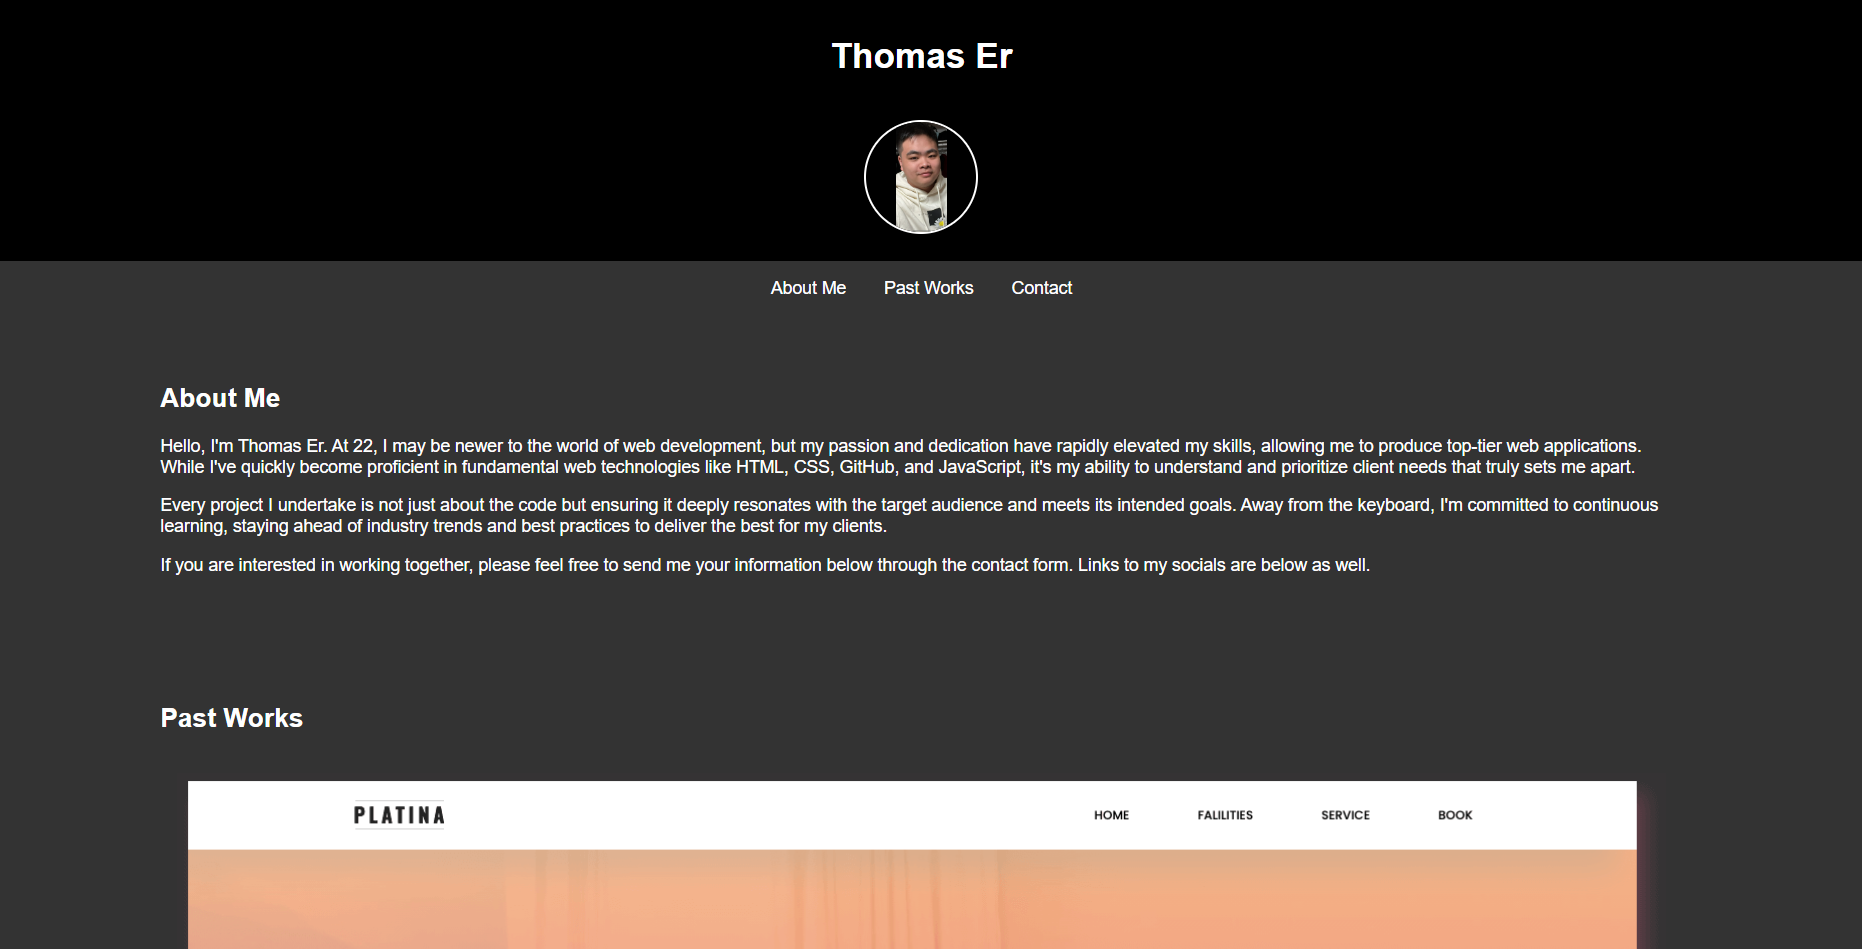 Thomas Er
About Me Past Works Contact
About Me
Hello, I'm Thomas Er. At 22, I may be newer to the world of web development, but my passion and dedication have rapidly elevated my skills, allowing me to produce top-tier web applications.
While I've quickly become proficient in fundamental web technologies like HTML, CSS, GitHub, and JavaScript, it's my ability to understand and prioritize client needs that truly sets me apart.
Every project I undertake is not just about the code but ensuring it deeply resonates with the target audience and meets its intended goals. Away from the keyboard, I'm committed to continuous
learning, staying ahead of industry trends and best practices to deliver the best for my clients.
If you are interested in working together, please feel free to send me your information below through the contact form. Links to my socials are below as well.
Past Works
PLATINA HOME FALILITIES SERVICE BOOK